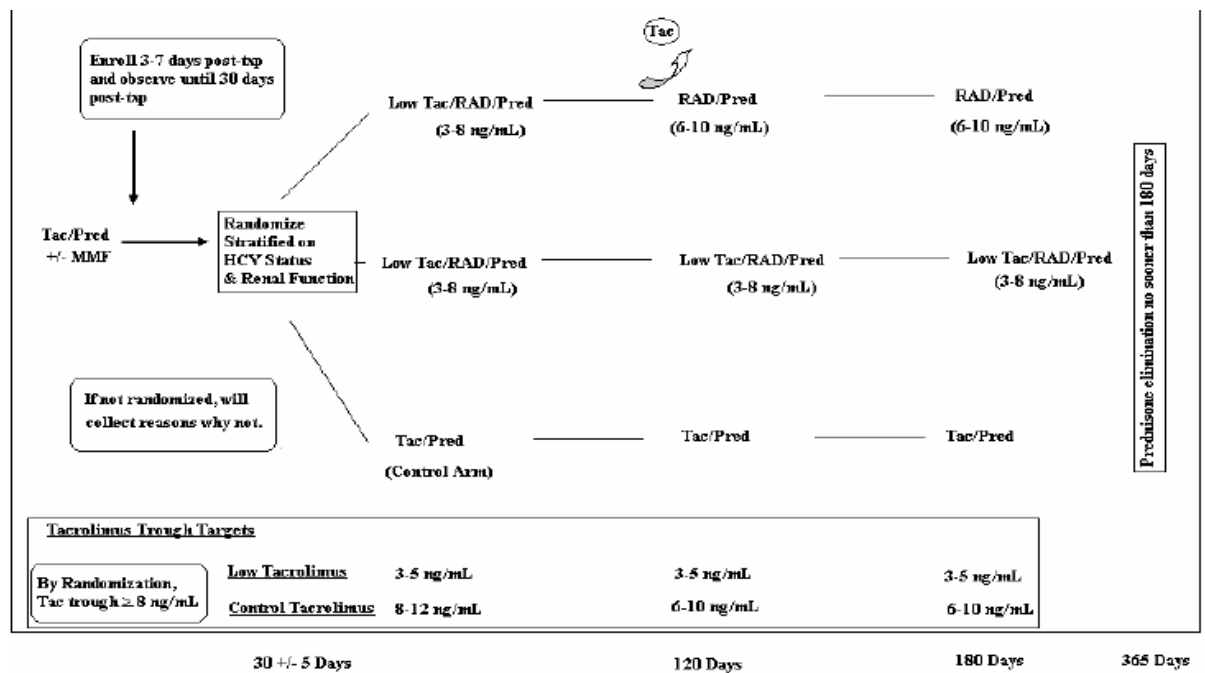 Enroll 3-7 days post-txp
and observe until 30 days
post-txp
Tac
Low Tac/RAD/Pred
(3-8 ng/mL)
RAD/Pred
(6-10 ng/mL)
RAD/Pred
(6-10 ng/mL)
Tac/Pred
+/- MMF
Randomize
Stratified on
HCV Status
& Renal Function
Low Tac/RAD/Pred
(3-8 ng/mL)
Low Tac/RAD/Pred
(3-8 ng/mL)
Low Tac/RAD/Pred
(3-8 ng/mL)
Prednisone elimination no sooner than 180 days
If not randomized, will
collect reasons why not.
Tac/Pred
(Control Arm)
Tac/Pred
Tac/Pred
Tacrolimus Trough Targets
By Randomization,
Tac trough ≥ 8 ng/mL
Low Tacrolimus 3-5 ng/mL 3-5 ng/mL 3-5 ng/mL
Control Tacrolimus 8-12 ng/mL 6-10 ng/mL 6-10 ng/mL
30 +/- 5 Days 120 Days 180 Days 365 Days